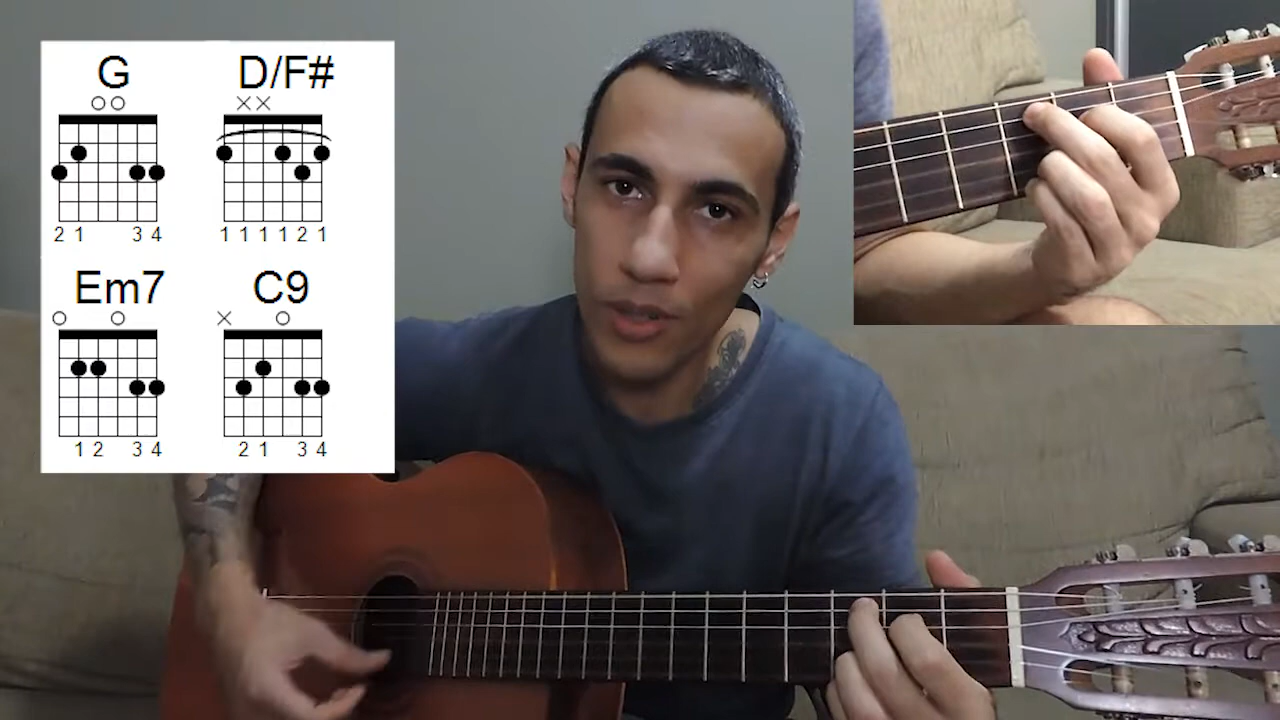 G D/F#
○○ ××
2 1 3 4 1 1 1 1 2 1
Em7 C9
○ ○ × ○
1 2 3 4 2 1 3 4